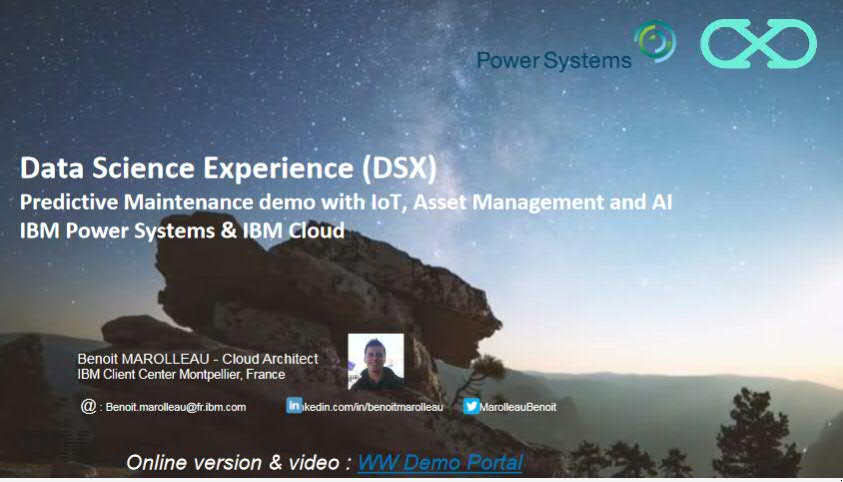 Power Systems
Data Science Experience (DSX)
Predictive Maintenance demo with IoT, Asset Management and AI
IBM Power Systems & IBM Cloud
Benoit MAROLLEAU - Cloud Architect
IBM Client Center Montpellier, France
@ : Benoit.marolleau@fr.ibm.com in kedin.com/in/benoitmarolleau MarolleauBenoit
Online version & video : WW Demo Portal